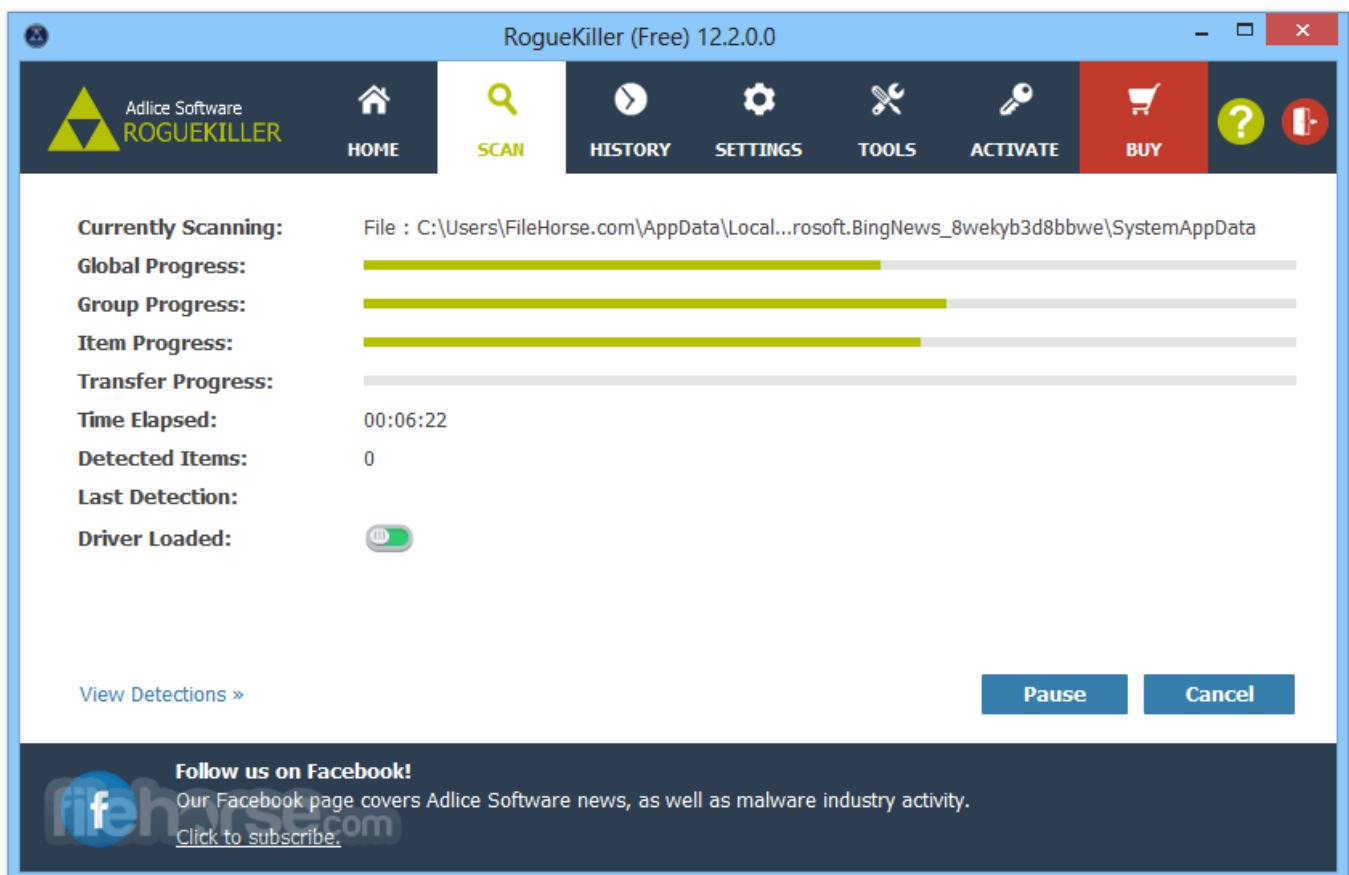 RogueKiller (Free) 12.2.0.0
Adlice Software
ROGUEKILLER
HOME
SCAN
HISTORY
SETTINGS
TOOLS
ACTIVATE
BUY
?
Currently Scanning: File : C:\Users\FileHorse.com\AppData\Local...rosoft.BingNews_8wekyb3d8bbwe\SystemAppData
Global Progress:
Group Progress:
Item Progress:
Transfer Progress:
Time Elapsed: 00:06:22
Detected Items: 0
Last Detection:
Driver Loaded:
View Detections »
Pause
Cancel
Follow us on Facebook!
Our Facebook page covers Adlice Software news, as well as malware industry activity.
Click to subscribe.
f
filehorse.com